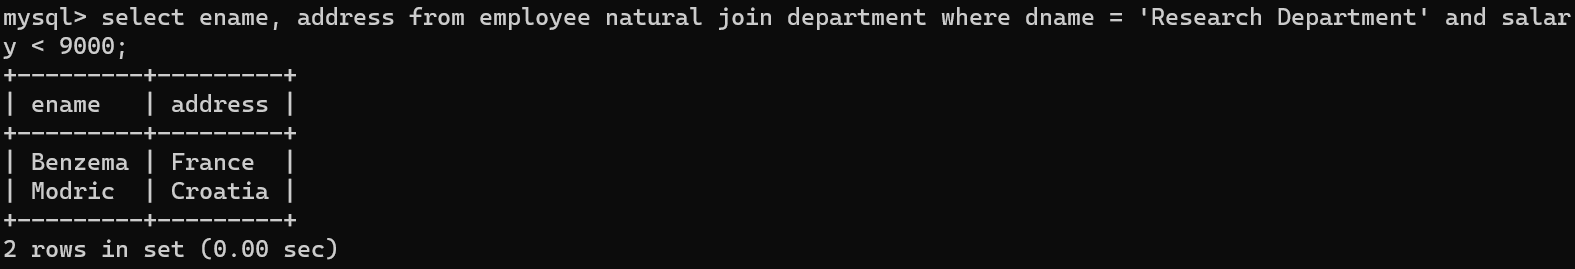 mysql> select ename, address from employee natural join department where dname = 'Research Department' and salar
y < 9000;
+---------+---------+
| ename   | address |
+---------+---------+
| Benzema | France  |
| Modric  | Croatia |
+---------+---------+
2 rows in set (0.00 sec)